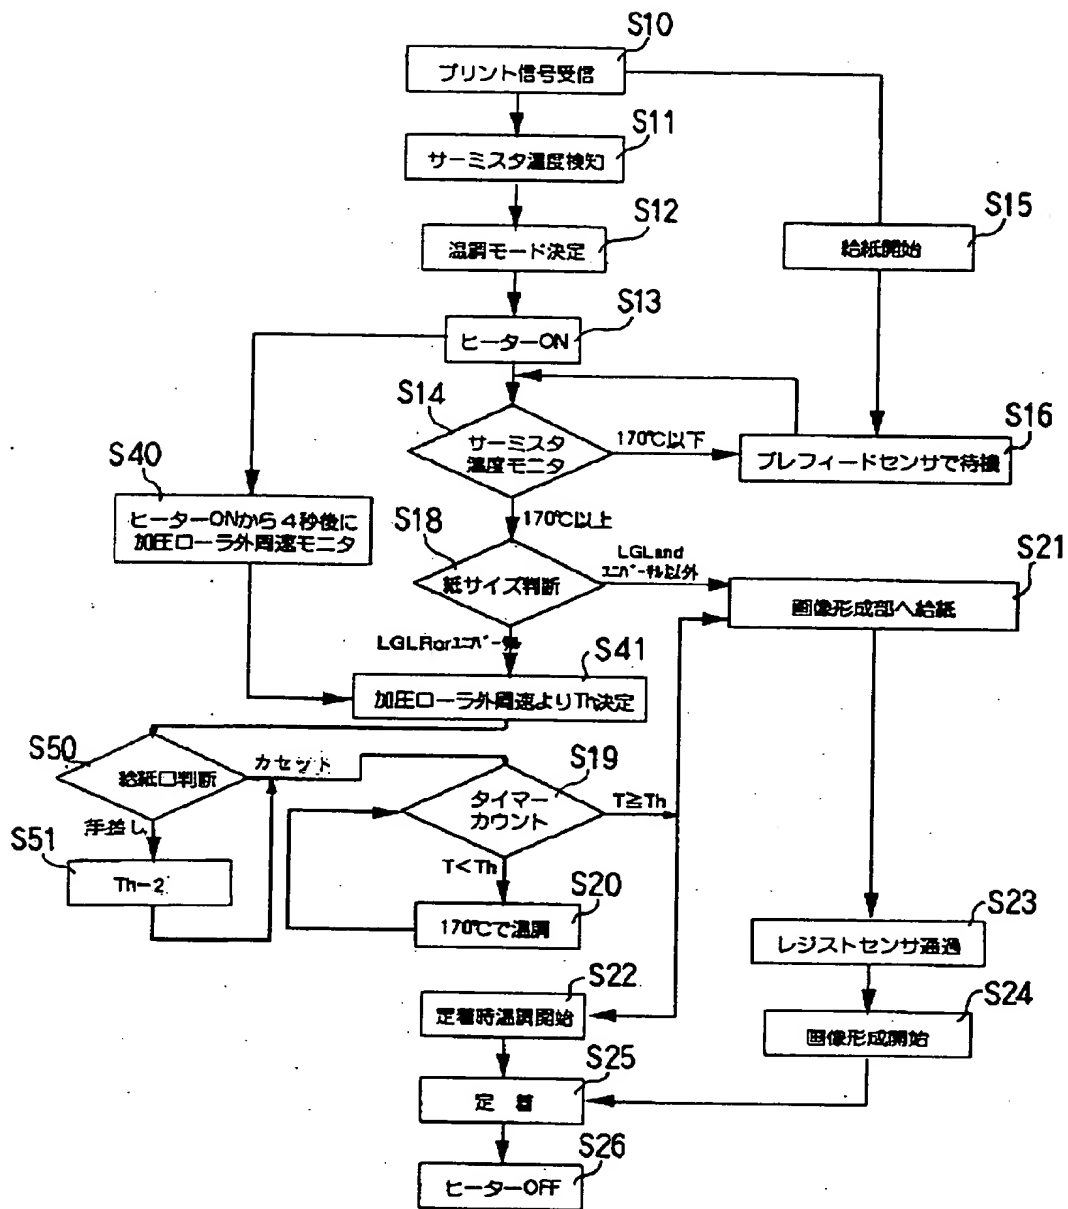 S10
プリント信号受信
S11
サーミスタ温度検知
S12
温調モード決定
S15
給紙開始
S13
ヒーターON
S14
サーミスタ
温度モニタ
170℃以下
S16
プレフィードセンサで待機
S40
ヒーターONから4秒後に
加圧ローラ外周速モニタ
170℃以上
S18
紙サイズ判断
LGLand
ユニバーサル以外
S21
画像形成部へ給紙
LGLRorユニバーサル
S41
加圧ローラ外周速よりTh決定
S50
給紙口判断
カセット
S19
タイマー
カウント
T≧Th
手差し
S51
Th-2
T<Th
S20
170℃で温調
S23
レジストセンサ通過
S22
定着時温調開始
S24
画像形成開始
S25
定 着
S26
ヒーターOFF